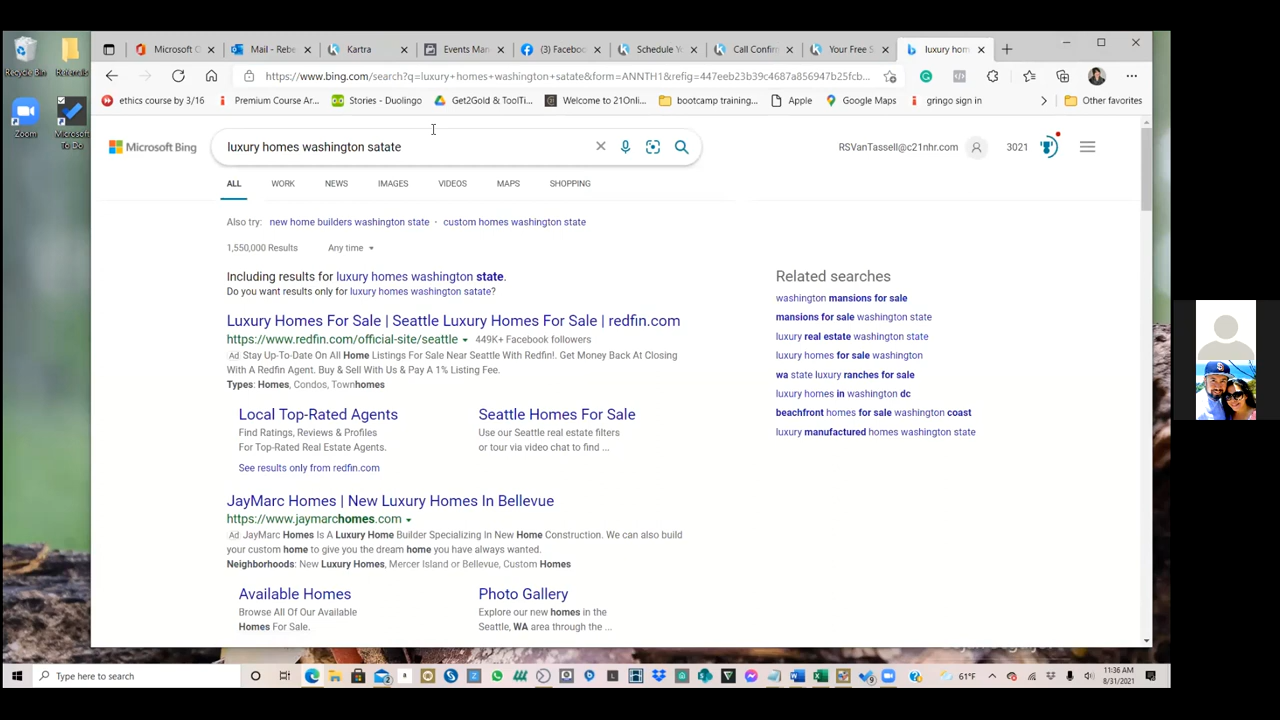 Recycle Bin
Referrals
Zoom
Microsoft To Do
Microsoft O
Mail - Rebe
Kartra
Events Man
(3) Faceboo
Schedule Y
Call Confir
Your Free S
luxury hom
https://www.bing.com/search?q=luxury+homes+washington+satate&form=ANNTH1&refig=447eeb23b39c4687a856947b25fcb...
ethics course by 3/16
Premium Course Ar...
Stories - Duolingo
Get2Gold & ToolTi...
Welcome to 21Onli...
bootcamp training...
Apple
Google Maps
gringo sign in
Other favorites
Microsoft Bing
luxury homes washington satate
RSVanTassell@c21nhr.com
3021
ALL WORK NEWS IMAGES VIDEOS MAPS SHOPPING
Also try: new home builders washington state · custom homes washington state
1,550,000 Results Any time
Including results for luxury homes washington state.
Do you want results only for luxury homes washington satate?
Luxury Homes For Sale | Seattle Luxury Homes For Sale | redfin.com
https://www.redfin.com/official-site/seattle 449K+ Facebook followers
Ad Stay Up-To-Date On All Home Listings For Sale Near Seattle With Redfin!. Get Money Back At Closing
With A Redfin Agent. Buy & Sell With Us & Pay A 1% Listing Fee.
Types: Homes, Condos, Townhomes
Local Top-Rated Agents
Find Ratings, Reviews & Profiles
For Top-Rated Real Estate Agents.
Seattle Homes For Sale
Use our Seattle real estate filters
or tour via video chat to find ...
See results only from redfin.com
JayMarc Homes | New Luxury Homes In Bellevue
https://www.jaymarchomes.com
Ad JayMarc Homes Is A Luxury Home Builder Specializing In New Home Construction. We can also build
your custom home to give you the dream home you have always wanted.
Neighborhoods: New Luxury Homes, Mercer Island or Bellevue, Custom Homes
Available Homes
Browse All Of Our Available
Homes For Sale.
Photo Gallery
Explore our new homes in the
Seattle, WA area through the ...
Related searches
washington mansions for sale
mansions for sale washington state
luxury real estate washington state
luxury homes for sale washington
wa state luxury ranches for sale
luxury homes in washington dc
beachfront homes for sale washington coast
luxury manufactured homes washington state
Type here to search
61°F
11:36 AM
8/31/2021